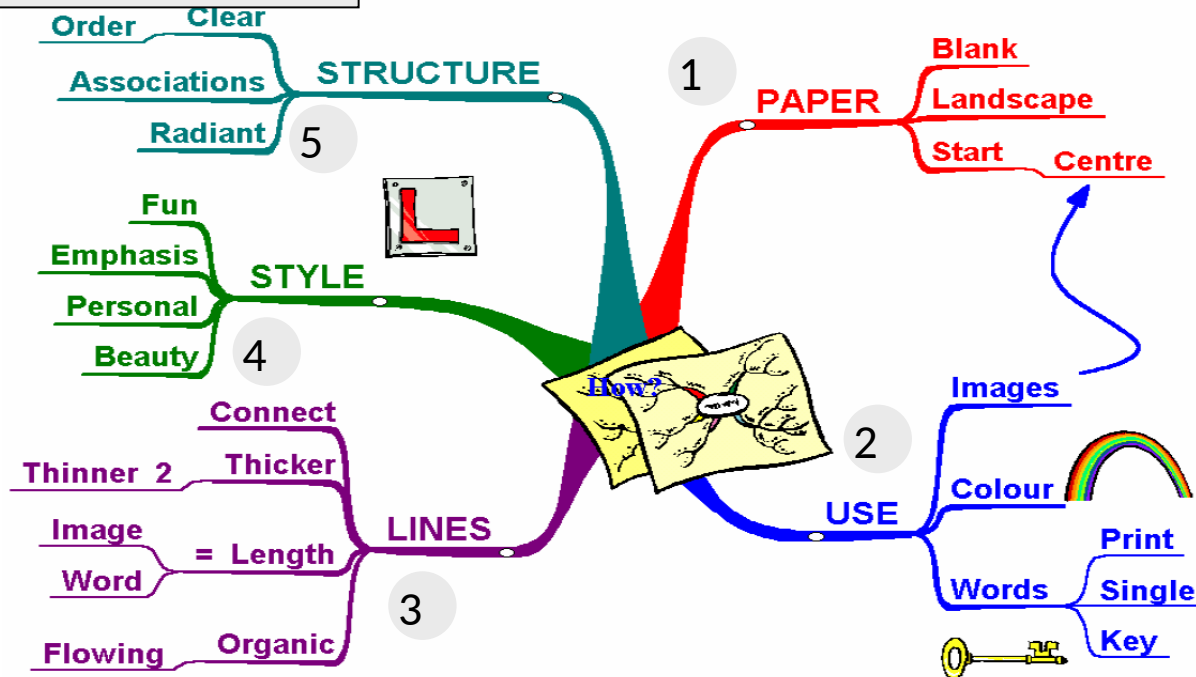 1
PAPER
Blank
Landscape
Start
Centre
2
USE
Images
Colour
Words
Print
Single
Key
3
LINES
Connect
Thicker
Thinner 2
= Length
Image
Word
Organic
Flowing
4
STYLE
Fun
Emphasis
Personal
Beauty
5
STRUCTURE
Clear
Order
Associations
Radiant
How?
L